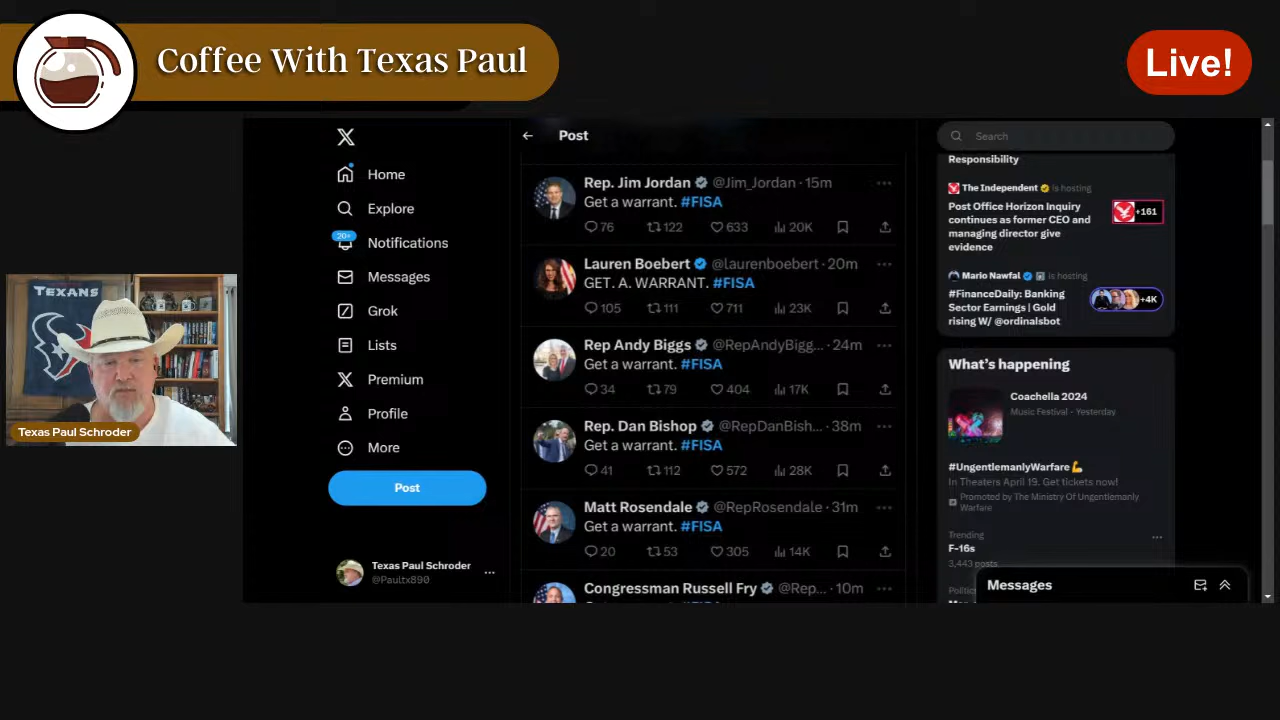 Coffee With Texas Paul
Live!
TEXANS
Texas Paul Schroder
Home
Explore
20+
Notifications
Messages
Grok
Lists
Premium
Profile
More
Post
Texas Paul Schroder
@Paultx890
Post
Rep. Jim Jordan @Jim_Jordan · 15m
Get a warrant. #FISA
76 122 633 20K
Lauren Boebert @laurenboebert · 20m
GET. A. WARRANT. #FISA
105 111 711 23K
Rep Andy Biggs @RepAndyBigg... · 24m
Get a warrant. #FISA
34 79 404 17K
Rep. Dan Bishop @RepDanBish... · 38m
Get a warrant. #FISA
41 112 572 28K
Matt Rosendale @RepRosendale · 31m
Get a warrant. #FISA
20 53 305 14K
Congressman Russell Fry @Rep... · 10m
Search
Responsibility
The Independent is hosting
Post Office Horizon Inquiry
continues as former CEO and
managing director give
evidence
+161
Mario Nawfal is hosting
#FinanceDaily: Banking
Sector Earnings | Gold
rising W/ @ordinalsbot
+4K
What's happening
Coachella 2024
Music Festival · Yesterday
#UngentlemanlyWarfare
In Theaters April 19. Get tickets now!
Promoted by The Ministry Of Ungentlemanly
Warfare
Trending
F-16s
3,443 posts
Messages